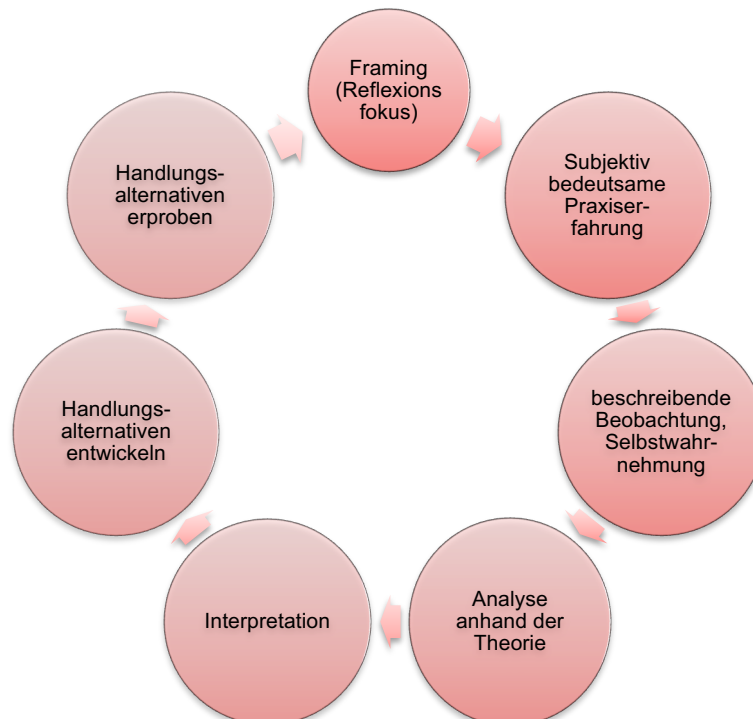 Framing
(Reflexions
fokus)
Subjektiv
bedeutsame
Praxiser-
fahrung
beschreibende
Beobachtung,
Selbstwahr-
nehmung
Analyse
anhand der
Theorie
Interpretation
Handlungs-
alternativen
entwickeln
Handlungs-
alternativen
erproben